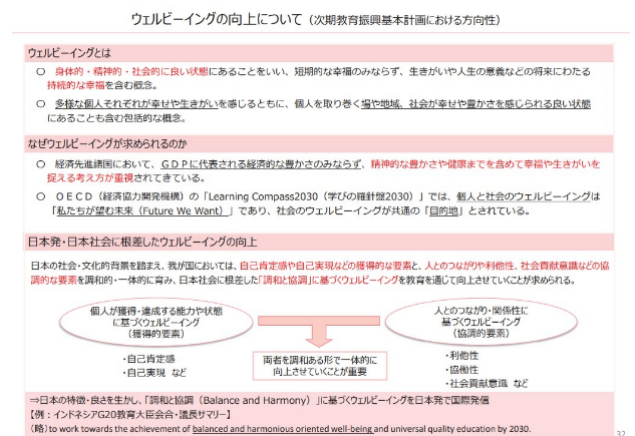 ウェルビーイングの向上について（次期教育振興基本計画における方向性）
ウェルビーイングとは
○ 身体的・精神的・社会的に良い状態にあることをいい、短期的な幸福のみならず、生きがいや人生の意義などの将来にわたる
持続的な幸福を含む概念。
○ 多様な個人それぞれが幸せや生きがいを感じるともに、個人を取り巻く場や地域、社会が幸せや豊かさを感じられる良い状態
にあることも含む包括的な概念。
なぜウェルビーイングが求められるのか
○ 経済先進諸国において、ＧＤＰに代表される経済的な豊かさのみならず、精神的な豊かさや健康までを含めて幸福や生きがいを
捉える考え方が重視されてきている。
○ ＯＥＣＤ（経済協力開発機構）の「Learning Compass2030（学びの羅針盤2030）」では、個人と社会のウェルビーイングは
「私たちが望む未来（Future We Want）」であり、社会のウェルビーイングが共通の「目的地」とされている。
日本発・日本社会に根差したウェルビーイングの向上
日本の社会・文化的背景を踏まえ、我が国においては、自己肯定感や自己実現などの獲得的な要素と、人とのつながりや利他性、社会貢献意識などの協
調的な要素を調和的・一体的に育み、日本社会に根差した「調和と協調」に基づくウェルビーイングを教育を通じて向上させていくことが求められる。
個人が獲得・達成する能力や状態
に基づくウェルビーイング
（獲得的要素）
人とのつながり・関係性に
基づくウェルビーイング
（協調的要素）
・自己肯定感
・自己実現 など
両者を調和ある形で一体的に
向上させていくことが重要
・利他性
・協働性
・社会貢献意識 など
⇒日本の特徴・良さを生かし、「調和と協調（Balance and Harmony）」に基づくウェルビーイングを日本発で国際発信
【例：インドネシアG20教育大臣会合・議長サマリー】
（略）to work towards the achievement of balanced and harmonious oriented well-being and universal quality education by 2030.
32